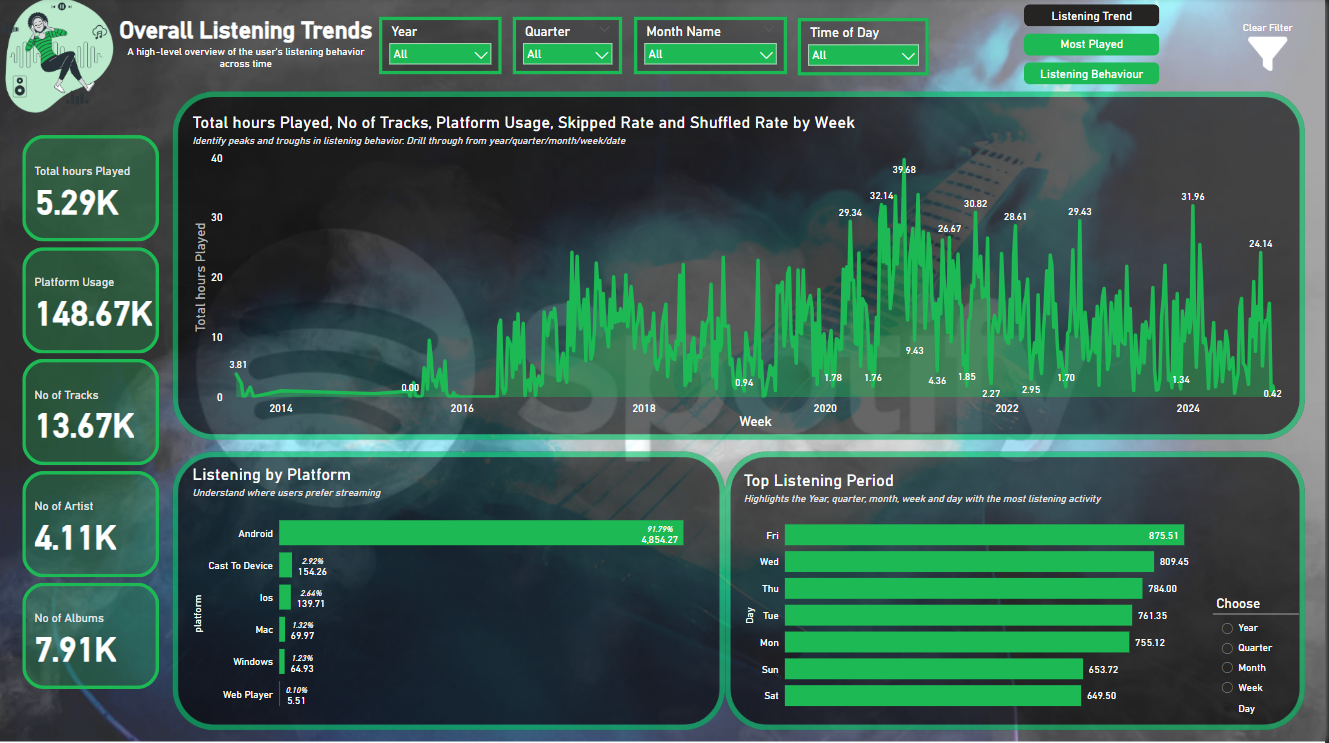 Overall Listening Trends
A high-level overview of the user's listening behavior
across time
Year
All
Quarter
All
Month Name
All
Time of Day
All
Listening Trend
Most Played
Listening Behaviour
Clear Filter
Total hours Played
5.29K
Platform Usage
148.67K
No of Tracks
13.67K
No of Artist
4.11K
No of Albums
7.91K
Total hours Played, No of Tracks, Platform Usage, Skipped Rate and Shuffled Rate by Week
Identify peaks and troughs in listening behavior. Drill through from year/quarter/month/week/date
Total hours Played
40
30
20
10
0
3.81
0.00
0.94
1.78
29.34
1.76
32.14
39.68
9.43
4.36
26.67
1.85
30.82
2.27
28.61
2.95
1.70
29.43
1.34
31.96
24.14
0.42
2014
2016
2018
2020
2022
2024
Week
spotify
Listening by Platform
Understand where users prefer streaming
platform
Android
91.79%
4,854.27
Cast To Device
2.92%
154.26
Ios
2.64%
139.71
Mac
1.32%
69.97
Windows
1.23%
64.93
Web Player
0.10%
5.51
Top Listening Period
Highlights the Year, quarter, month, week and day with the most listening activity
Day
Fri 875.51
Wed 809.45
Thu 784.00
Tue 761.35
Mon 755.12
Sun 653.72
Sat 649.50
Choose
Year
Quarter
Month
Week
Day